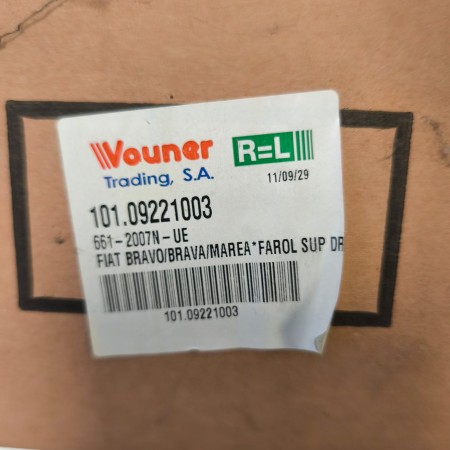 Vouner R=L
Trading, S.A. 11/09/29
101.09221003
661-2007N-UE
FIAT BRAVO/BRAVA/MAREA*FAROL SUP DR
101.09221003